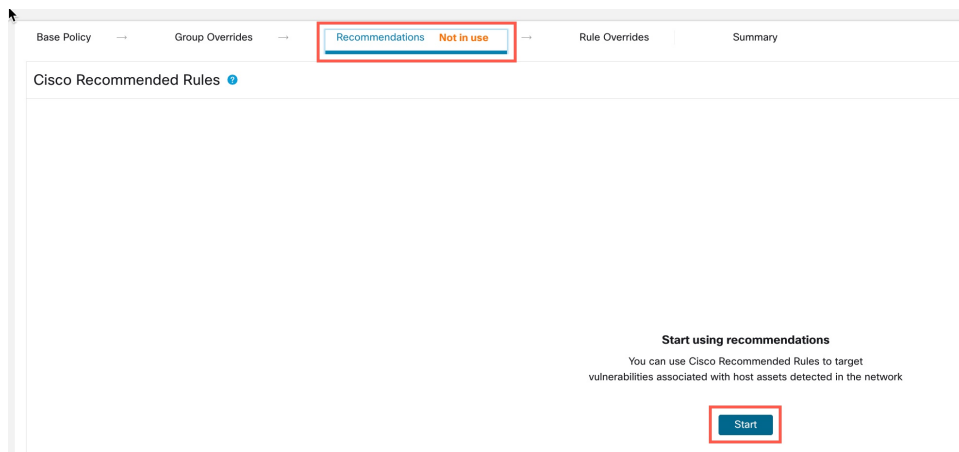 Base Policy → Group Overrides → Recommendations Not in use → Rule Overrides Summary
Cisco Recommended Rules ?
Start using recommendations
You can use Cisco Recommended Rules to target
vulnerabilities associated with host assets detected in the network
Start